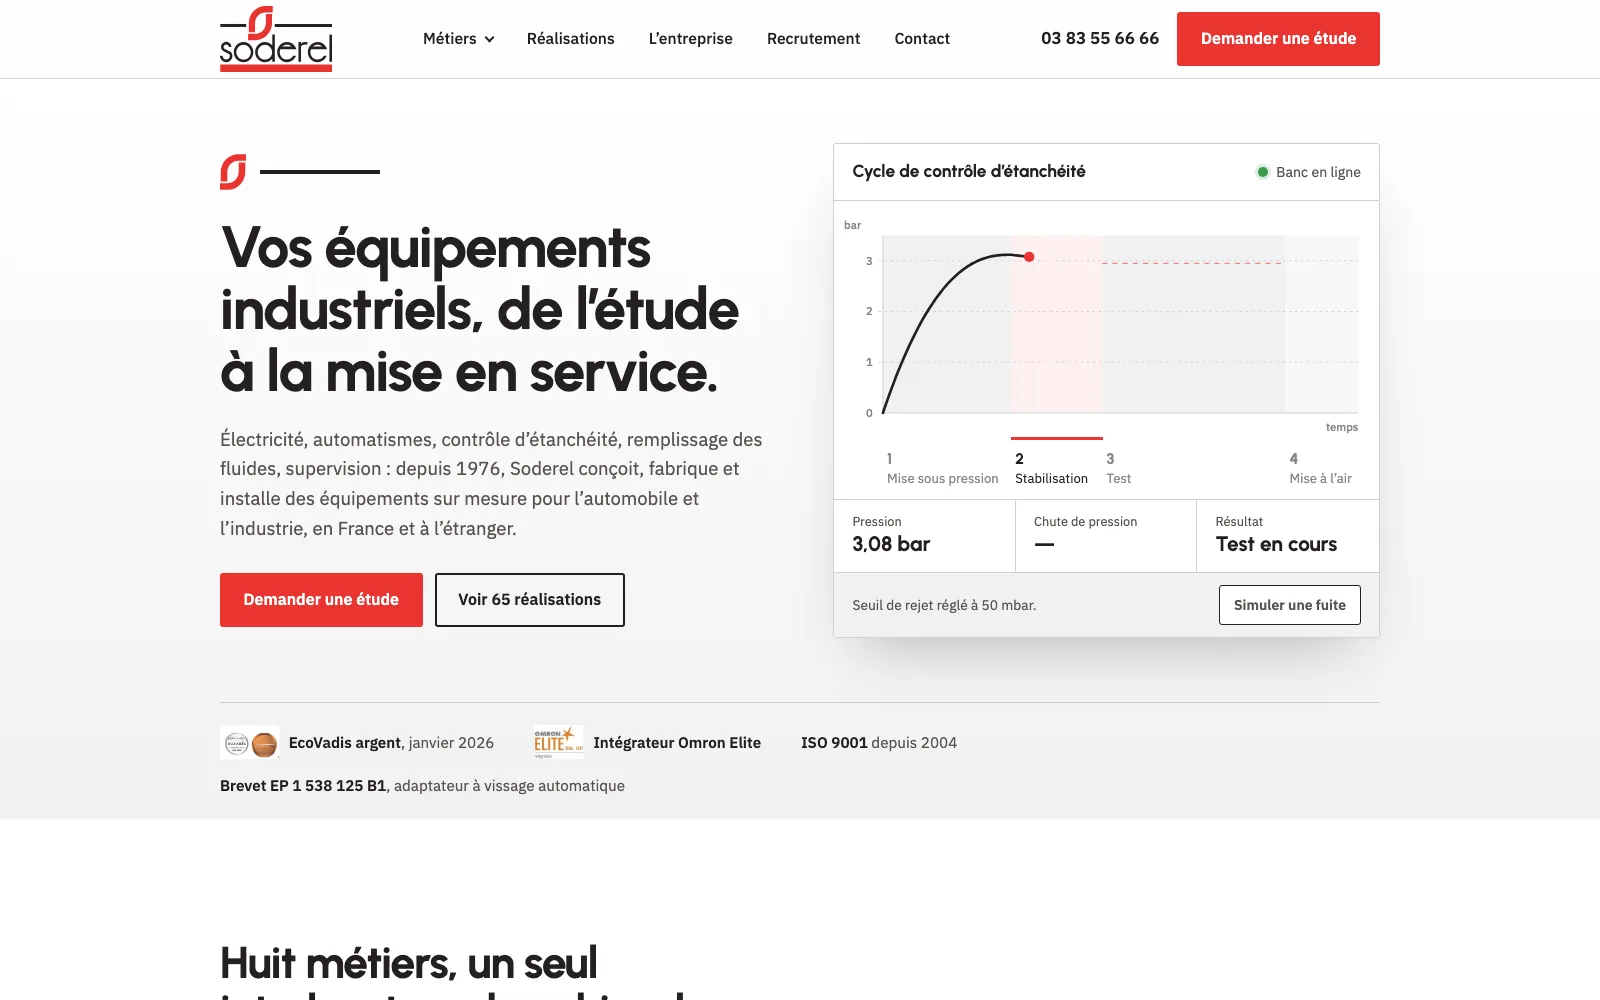 soderel
Métiers
Réalisations
L’entreprise
Recrutement
Contact
03 83 55 66 66
Demander une étude
Vos équipements
industriels, de l’étude
à la mise en service.
Électricité, automatismes, contrôle d’étanchéité, remplissage des
fluides, supervision : depuis 1976, Soderel conçoit, fabrique et
installe des équipements sur mesure pour l’automobile et
l’industrie, en France et à l’étranger.
Demander une étude
Voir 65 réalisations
Cycle de contrôle d’étanchéité
Banc en ligne
bar
3
2
1
0
temps
1
Mise sous pression
2
Stabilisation
3
Test
4
Mise à l’air
Pression
3,08 bar
Chute de pression
—
Résultat
Test en cours
Seuil de rejet réglé à 50 mbar.
Simuler une fuite
EcoVadis argent, janvier 2026
OMRON
ELITE
Intégrateur Omron Elite
ISO 9001 depuis 2004
Brevet EP 1 538 125 B1, adaptateur à vissage automatique
Huit métiers, un seul